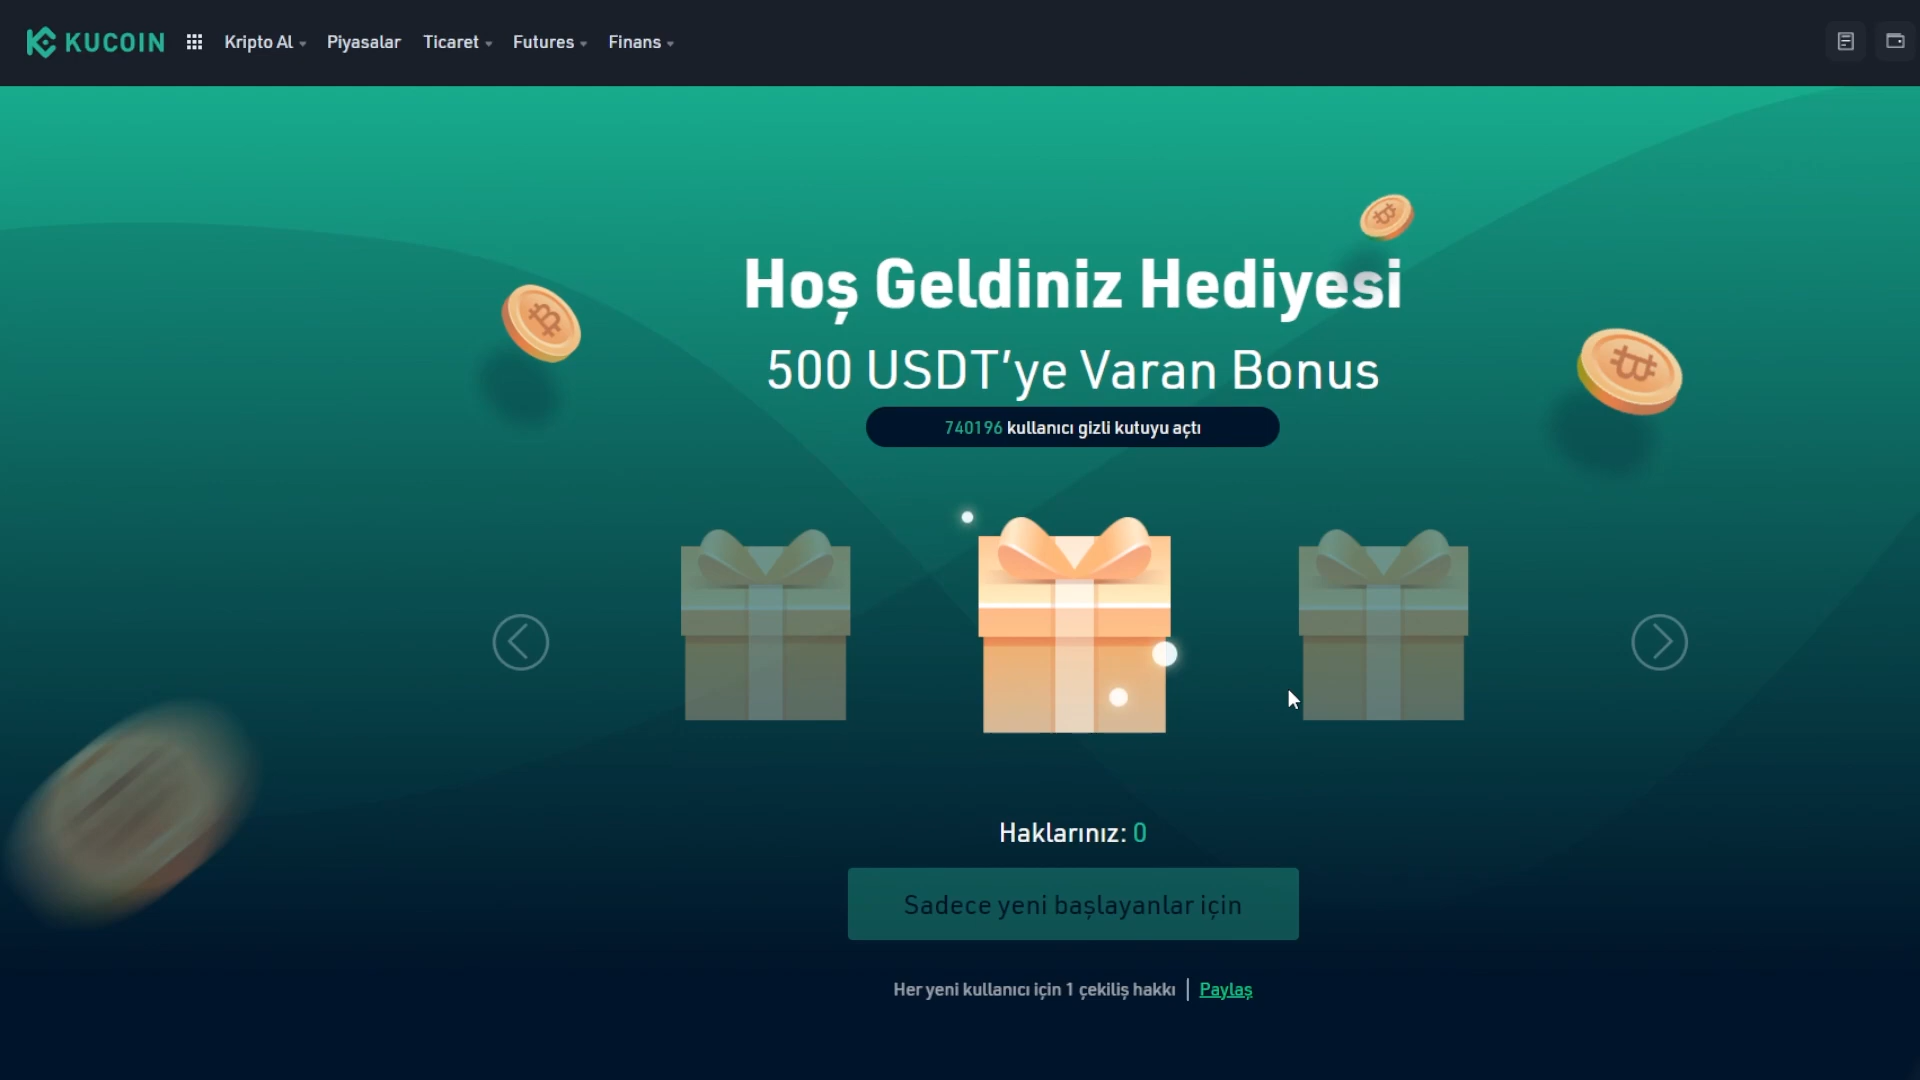 KUCOIN Kripto Al Piyasalar Ticaret Futures Finans
Hoş Geldiniz Hediyesi
500 USDT'ye Varan Bonus
740196 kullanıcı gizli kutuyu açtı
Haklarınız: 0
Sadece yeni başlayanlar için
Her yeni kullanıcı için 1 çekiliş hakkı | Paylaş